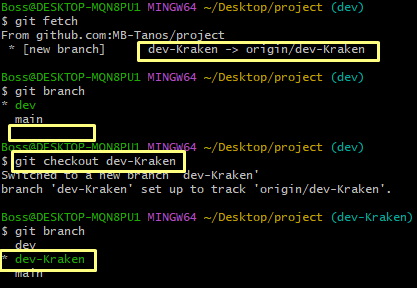 Boss@DESKTOP-MQN8PU1 MINGW64 ~/Desktop/project (dev)
$ git fetch
From github.com:MB-Tanos/project
* [new branch] dev-Kraken -> origin/dev-Kraken
Boss@DESKTOP-MQN8PU1 MINGW64 ~/Desktop/project (dev)
$ git branch
* dev
main
Boss@DESKTOP-MQN8PU1 MINGW64 ~/Desktop/project (dev)
$ git checkout dev-Kraken
Switched to a new branch 'dev-Kraken'
branch 'dev-Kraken' set up to track 'origin/dev-Kraken'.
Boss@DESKTOP-MQN8PU1 MINGW64 ~/Desktop/project (dev-Kraken)
$ git branch
dev
* dev-Kraken
main